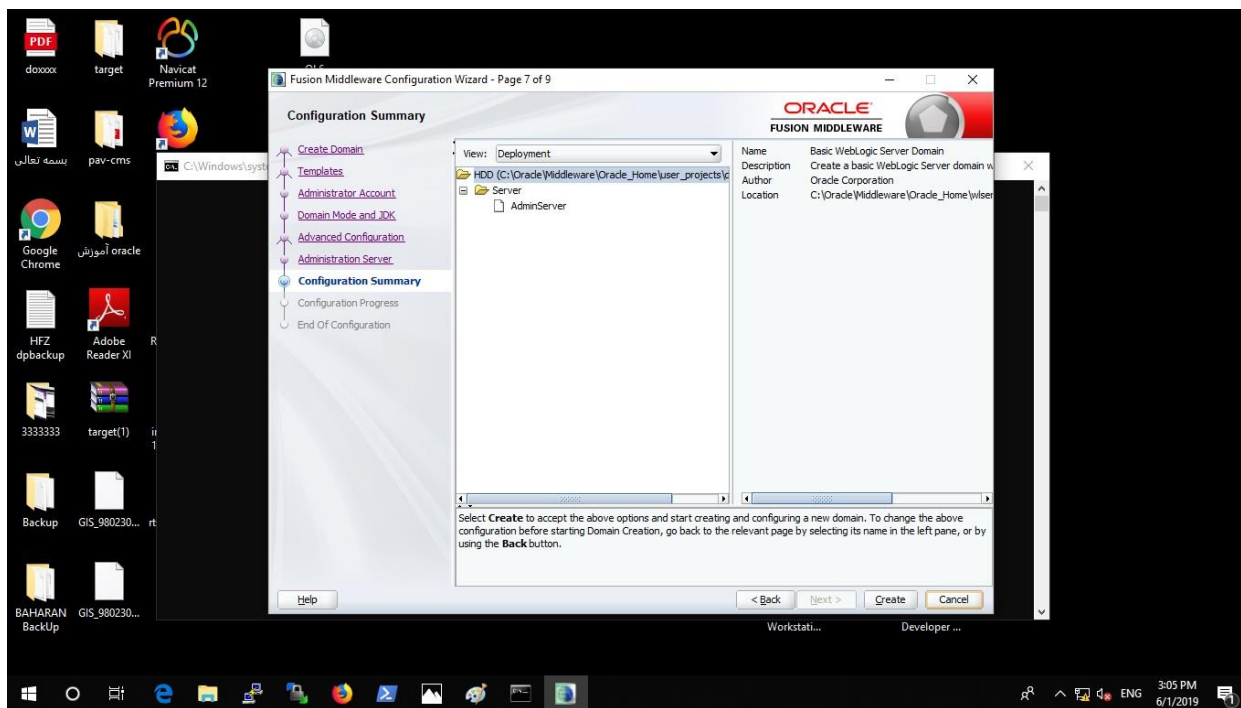 PDF
doxxxx
target
Navicat
Premium 12
بسمه تعالی
pav-cms
Google
Chrome
آموزش oracle
HFZ
dpbackup
Adobe
Reader XI
3333333
target(1)
Backup
GIS_980230...
rt
BAHARAN
BackUp
GIS_980230...
C:\Windows\syst
Fusion Middleware Configuration Wizard - Page 7 of 9
Configuration Summary
ORACLE
FUSION MIDDLEWARE
Create Domain
Templates
Administrator Account
Domain Mode and JDK
Advanced Configuration
Administration Server
Configuration Summary
Configuration Progress
End Of Configuration
View: Deployment
HDD (C:\Oracle\Middleware\Oracle_Home\user_projects\d
Server
AdminServer
Name Basic WebLogic Server Domain
Description Create a basic WebLogic Server domain w
Author Oracle Corporation
Location C:\Oracle\Middleware\Oracle_Home\wlser
Select Create to accept the above options and start creating and configuring a new domain. To change the above
configuration before starting Domain Creation, go back to the relevant page by selecting its name in the left pane, or by
using the Back button.
Help
< Back
Next >
Create
Cancel
Workstati...
Developer ...
ENG
3:05 PM
6/1/2019